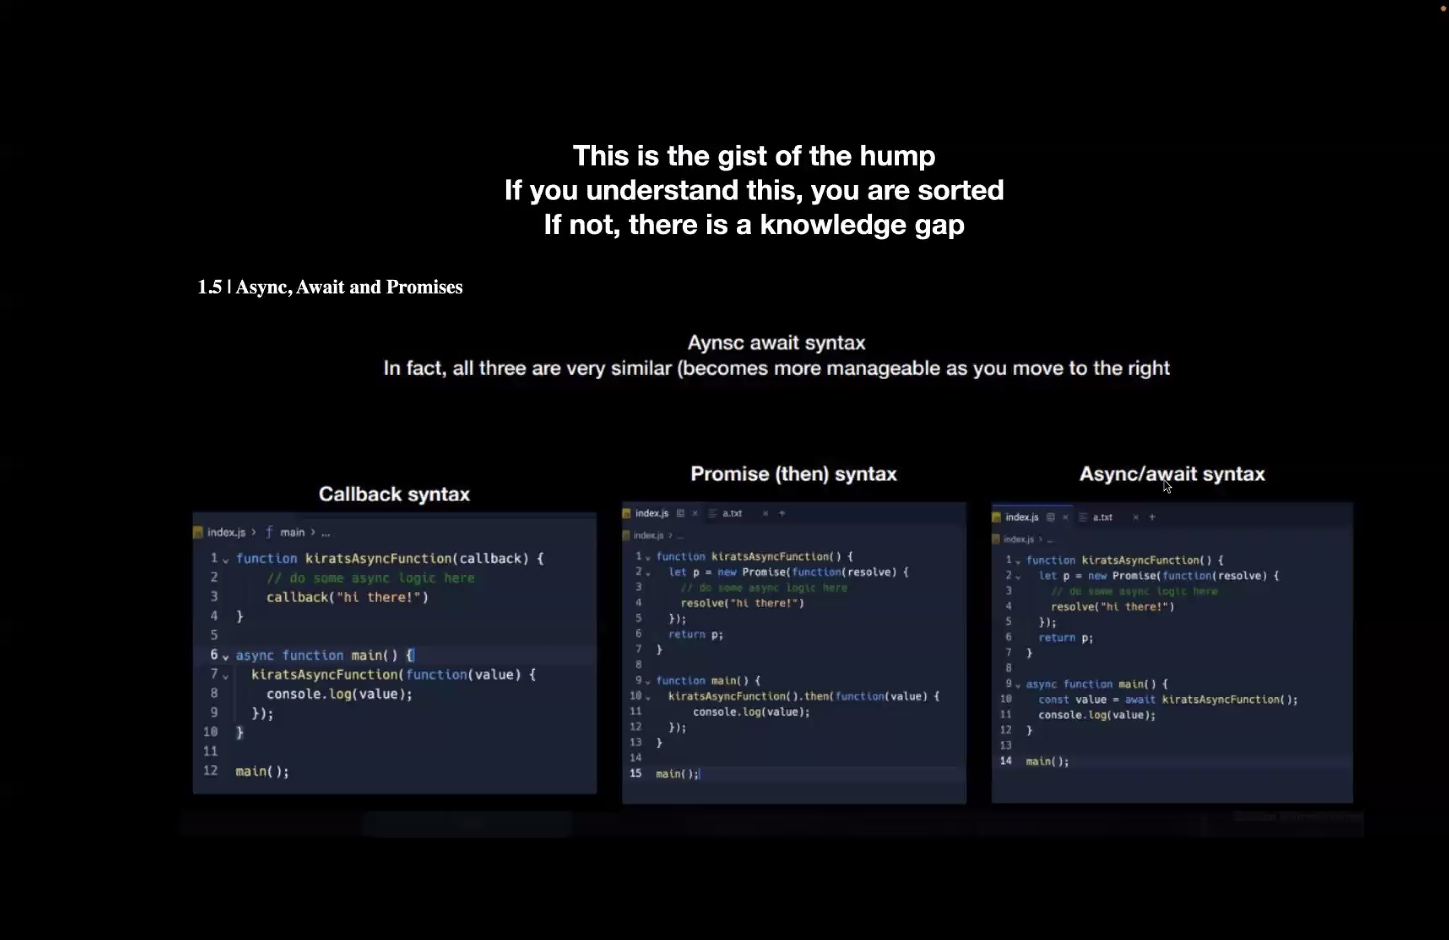 This is the gist of the hump
If you understand this, you are sorted
If not, there is a knowledge gap
1.5 | Async, Await and Promises
Aynsc await syntax
In fact, all three are very similar (becomes more manageable as you move to the right
Callback syntax
index.js > ƒ main > ...
1 function kiratsAsyncFunction(callback) {
2 // do some async logic here
3 callback("hi there!")
4 }
5
6 async function main() {
7 kiratsAsyncFunction(function(value) {
8 console.log(value);
9 });
10 }
11
12 main();
Promise (then) syntax
index.js × a.txt × +
index.js > ...
1 function kiratsAsyncFunction() {
2 let p = new Promise(function(resolve) {
3 // do some async logic here
4 resolve("hi there!")
5 });
6 return p;
7 }
8
9 function main() {
10 kiratsAsyncFunction().then(function(value) {
11 console.log(value);
12 });
13 }
14
15 main();
Async/await syntax
index.js × a.txt × +
index.js > ...
1 function kiratsAsyncFunction() {
2 let p = new Promise(function(resolve) {
3 // do some async logic here
4 resolve("hi there!")
5 });
6 return p;
7 }
8
9 async function main() {
10 const value = await kiratsAsyncFunction();
11 console.log(value);
12 }
13
14 main();